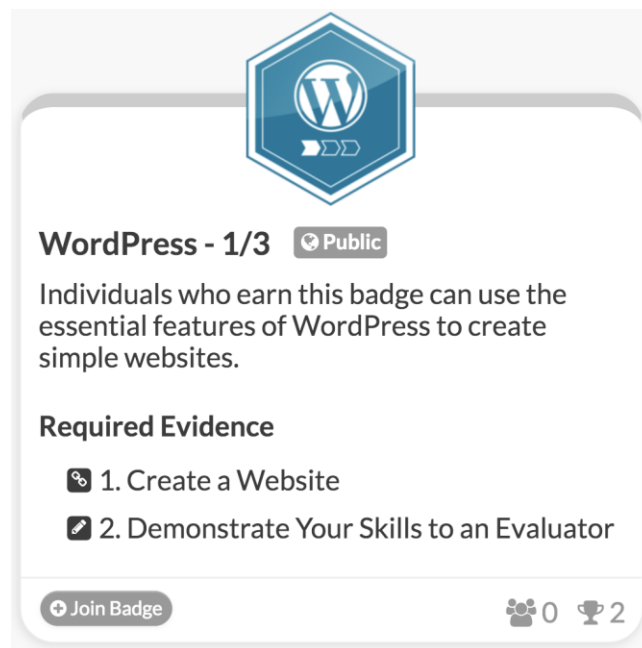 W
WordPress - 1/3 Public
Individuals who earn this badge can use the
essential features of WordPress to create
simple websites.
Required Evidence
1. Create a Website
2. Demonstrate Your Skills to an Evaluator
Join Badge 0 2